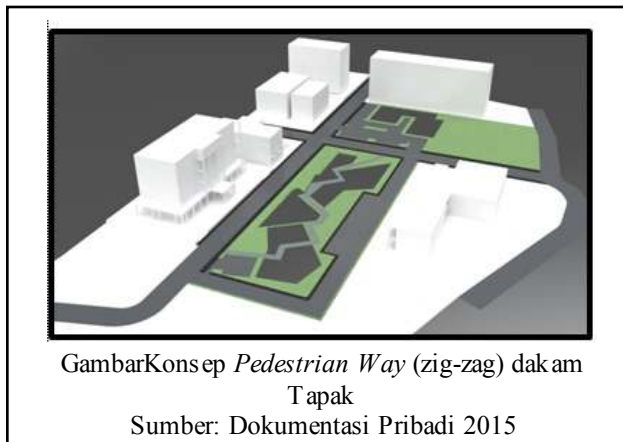 GambarKonsep Pedestrian Way (zig-zag) dakam
Tapak
Sumber: Dokumentasi Pribadi 2015